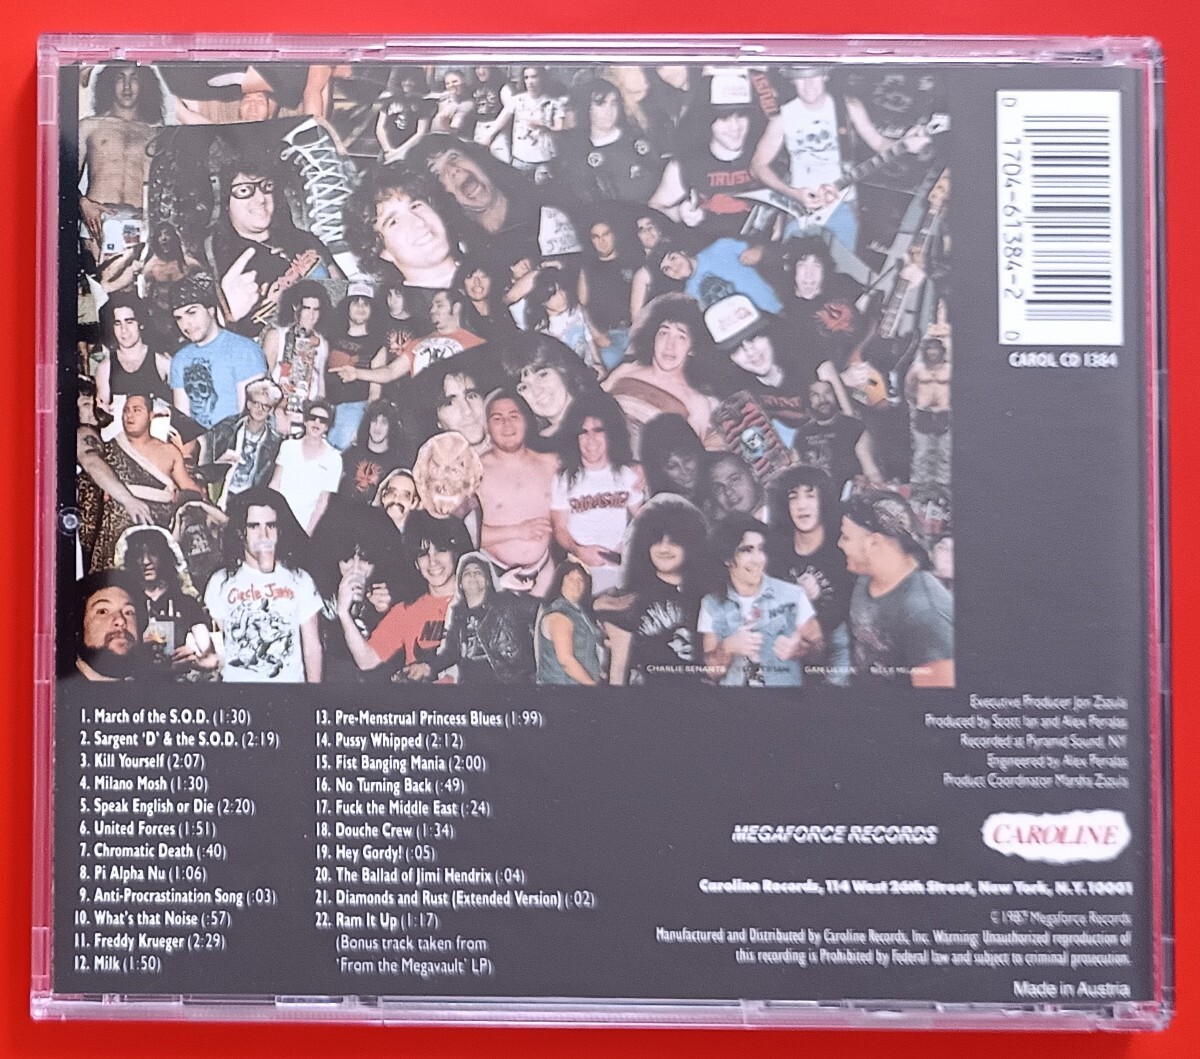 TRUST
THRASHER
Circle Jerks
CHARLIE BENANTE
SCOTT IAN
DAN LILKER
BILLY MILANO
0 1704-61384-2 0
CAROL CD 1384
1. March of the S.O.D. (1:30)
2. Sargent 'D' & the S.O.D. (2:19)
3. Kill Yourself (2:07)
4. Milano Mosh (1:30)
5. Speak English or Die (2:20)
6. United Forces (1:51)
7. Chromatic Death (:40)
8. Pi Alpha Nu (1:06)
9. Anti-Procrastination Song (:03)
10. What's that Noise (:57)
11. Freddy Krueger (2:29)
12. Milk (1:50)
13. Pre-Menstrual Princess Blues (1:99)
14. Pussy Whipped (2:12)
15. Fist Banging Mania (2:00)
16. No Turning Back (:49)
17. Fuck the Middle East (:24)
18. Douche Crew (1:34)
19. Hey Gordy! (:05)
20. The Ballad of Jimi Hendrix (:04)
21. Diamonds and Rust (Extended Version) (:02)
22. Ram It Up (1:17)
(Bonus track taken from
'From the Megavault' LP)
Executive Producer Jon Zazula
Produced by Scott Ian and Alex Perialas
Recorded at Pyramid Sound, NY
Engineered by Alex Perialas
Product Coordinator Marsha Zazula
MEGAFORCE RECORDS
CAROLINE
Caroline Records, 114 West 26th Street, New York, N.Y. 10001
© 1987 Megaforce Records
Manufactured and Distributed by Caroline Records, Inc. Warning: Unauthorized reproduction of
this recording is Prohibited by Federal law and subject to criminal prosecution.
Made in Austria